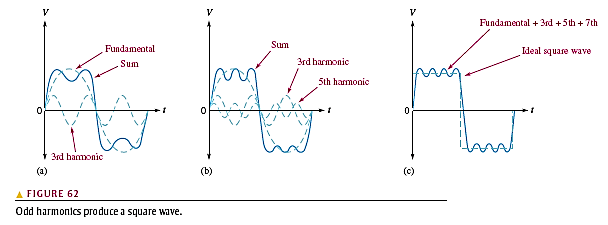 V
Fundamental
Sum
0
t
3rd harmonic
(a)
V
Sum
3rd harmonic
5th harmonic
0
t
(b)
V
Fundamental + 3rd + 5th + 7th
Ideal square wave
0
t
(c)
▲ FIGURE 62
Odd harmonics produce a square wave.